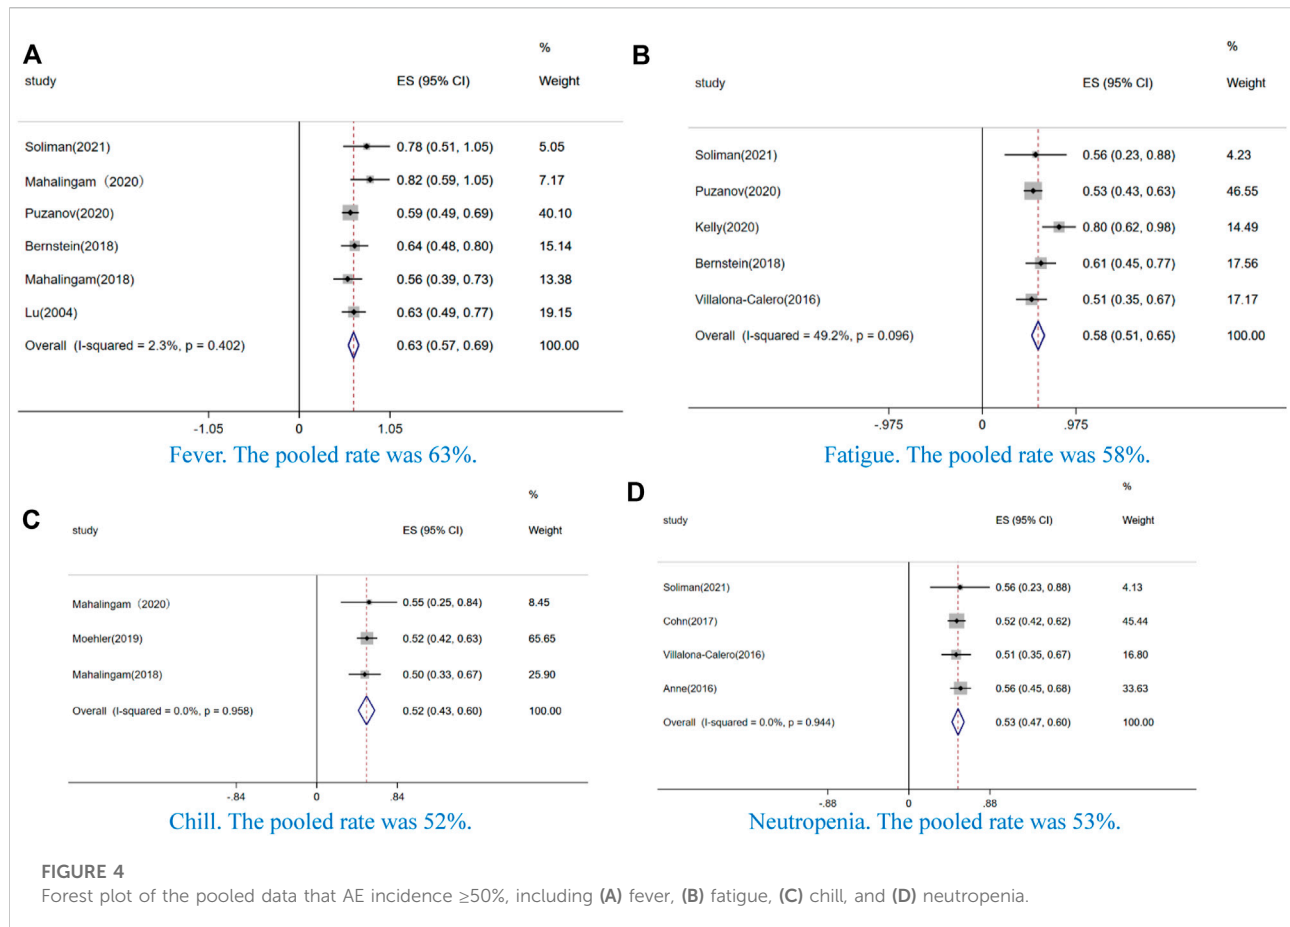 A
%
study ES (95% CI) Weight
Soliman(2021) 0.78 (0.51, 1.05) 5.05
Mahalingam（2020） 0.82 (0.59, 1.05) 7.17
Puzanov(2020) 0.59 (0.49, 0.69) 40.10
Bernstein(2018) 0.64 (0.48, 0.80) 15.14
Mahalingam(2018) 0.56 (0.39, 0.73) 13.38
Lu(2004) 0.63 (0.49, 0.77) 19.15
Overall (I-squared = 2.3%, p = 0.402) 0.63 (0.57, 0.69) 100.00
-1.05 0 1.05
Fever. The pooled rate was 63%.
B
%
study ES (95% CI) Weight
Soliman(2021) 0.56 (0.23, 0.88) 4.23
Puzanov(2020) 0.53 (0.43, 0.63) 46.55
Kelly(2020) 0.80 (0.62, 0.98) 14.49
Bernstein(2018) 0.61 (0.45, 0.77) 17.56
Villalona-Calero(2016) 0.51 (0.35, 0.67) 17.17
Overall (I-squared = 49.2%, p = 0.096) 0.58 (0.51, 0.65) 100.00
-.975 0 .975
Fatigue. The pooled rate was 58%.
C
%
study ES (95% CI) Weight
Mahalingam（2020） 0.55 (0.25, 0.84) 8.45
Moehler(2019) 0.52 (0.42, 0.63) 65.65
Mahalingam(2018) 0.50 (0.33, 0.67) 25.90
Overall (I-squared = 0.0%, p = 0.958) 0.52 (0.43, 0.60) 100.00
-.84 0 .84
Chill. The pooled rate was 52%.
D
%
study ES (95% CI) Weight
Soliman(2021) 0.56 (0.23, 0.88) 4.13
Cohn(2017) 0.52 (0.42, 0.62) 45.44
Villalona-Calero(2016) 0.51 (0.35, 0.67) 16.80
Anne(2016) 0.56 (0.45, 0.68) 33.63
Overall (I-squared = 0.0%, p = 0.944) 0.53 (0.47, 0.60) 100.00
-.88 0 .88
Neutropenia. The pooled rate was 53%.
FIGURE 4
Forest plot of the pooled data that AE incidence ≥50%, including (A) fever, (B) fatigue, (C) chill, and (D) neutropenia.